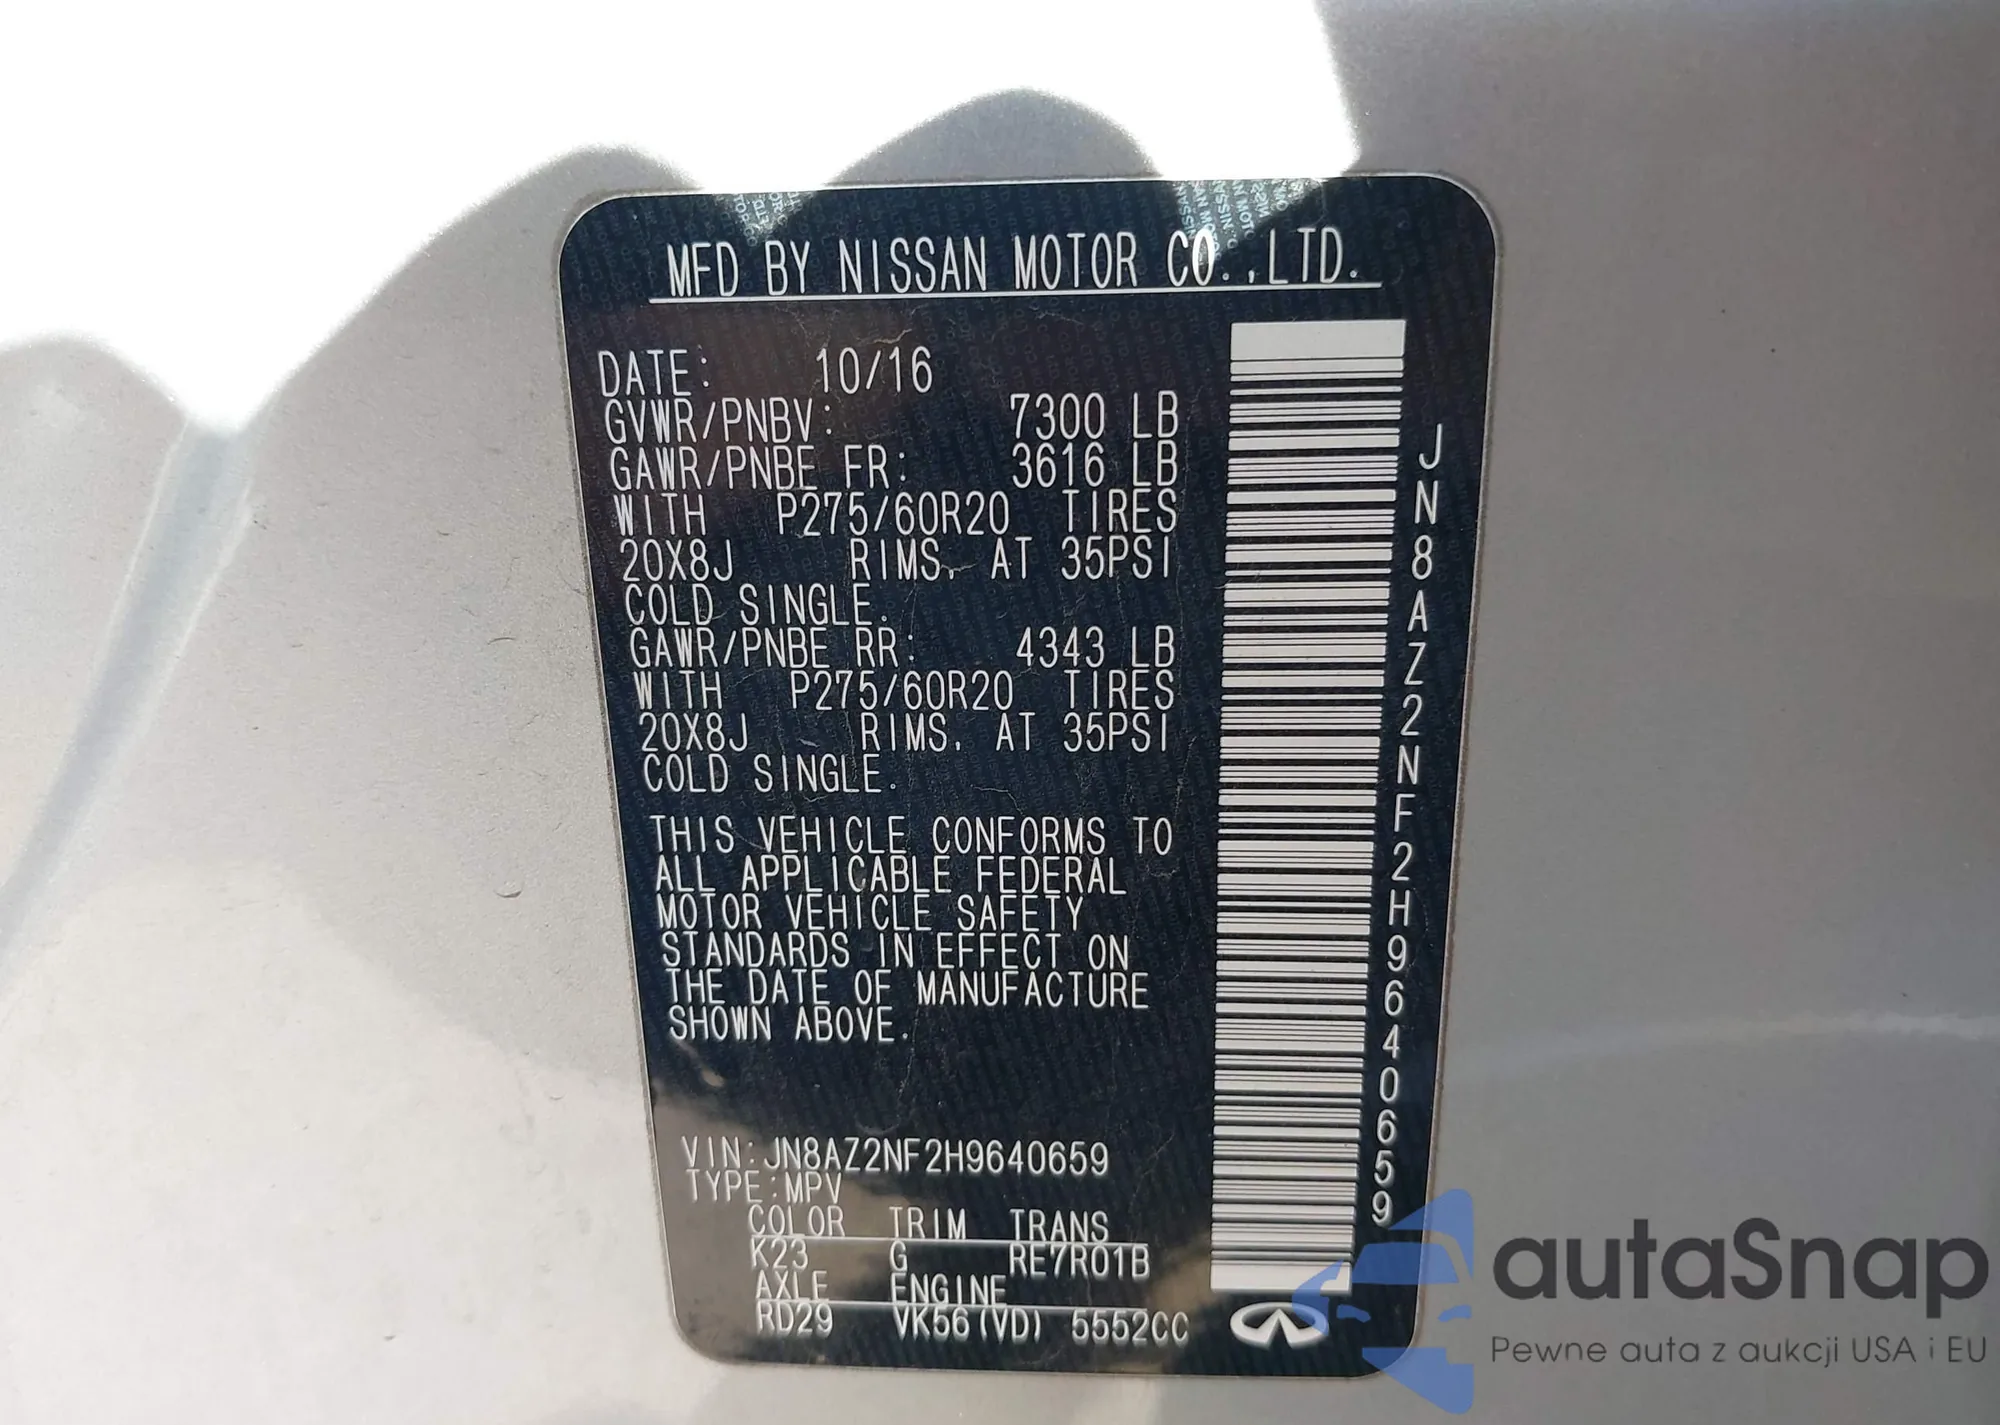 MFD BY NISSAN MOTOR CO.,LTD.
DATE: 10/16
GVWR/PNBV: 7300 LB
GAWR/PNBE FR: 3616 LB
WITH P275/60R20 TIRES
20X8J RIMS, AT 35PSI
COLD SINGLE.
GAWR/PNBE RR: 4343 LB
WITH P275/60R20 TIRES
20X8J RIMS, AT 35PSI
COLD SINGLE.
THIS VEHICLE CONFORMS TO
ALL APPLICABLE FEDERAL
MOTOR VEHICLE SAFETY
STANDARDS IN EFFECT ON
THE DATE OF MANUFACTURE
SHOWN ABOVE.
VIN:JN8AZ2NF2H9640659
TYPE:MPV
COLOR TRIM TRANS
K23 G RE7R01B
AXLE ENGINE
RD29 VK56(VD) 5552CC
JN8AZ2NF2H9640659
autaSnap
Pewne auta z aukcji USA i EU